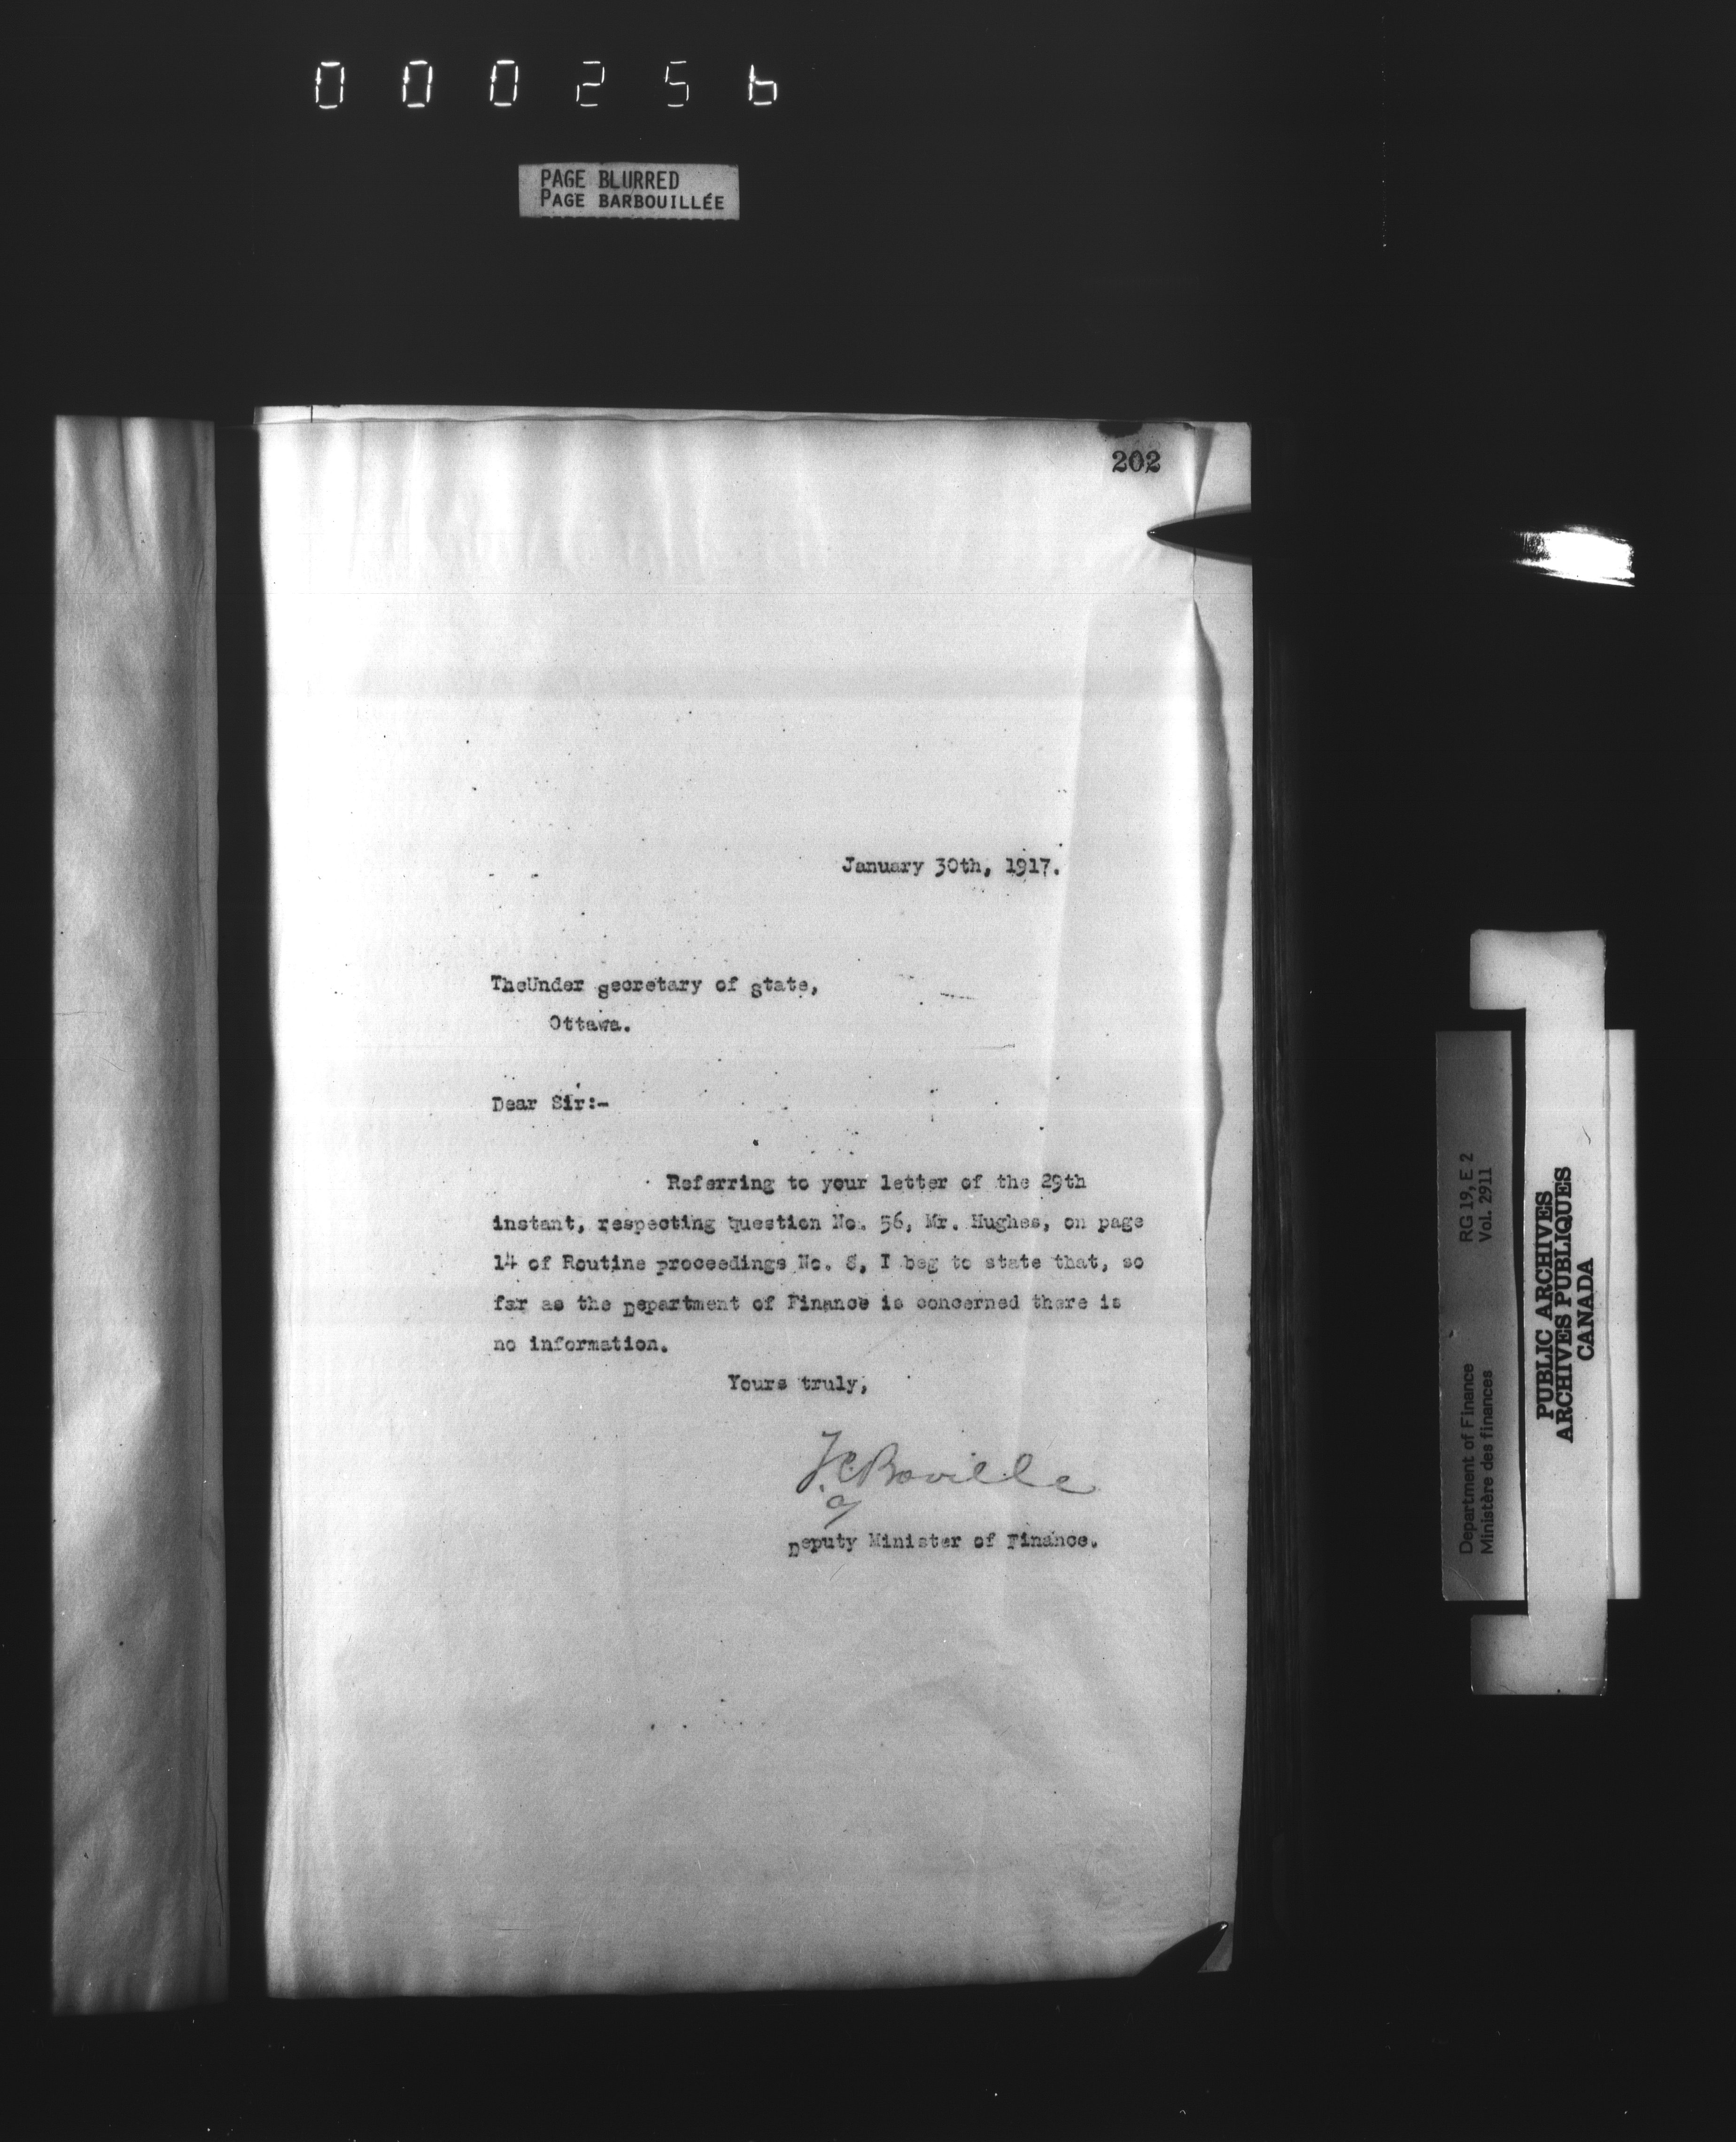 000256
PAGE BLURRED
PAGE BARBOUILLÉE
202
January 30th, 1917.
TheUnder Secretary of State,
Ottawa.
Dear Sir:-
Referring to your letter of the 29th
instant, respecting question No. 56, Mr. Hughes, on page
14 of Routine proceedings No. 8, I beg to state that, so
far as the Department of Finance is concerned there is
no information.
Yours truly,
T.C. Boville
Deputy Minister of Finance.
Department of Finance RG 19, E 2
Ministère des finances Vol. 2911
PUBLIC ARCHIVES
ARCHIVES PUBLIQUES
CANADA